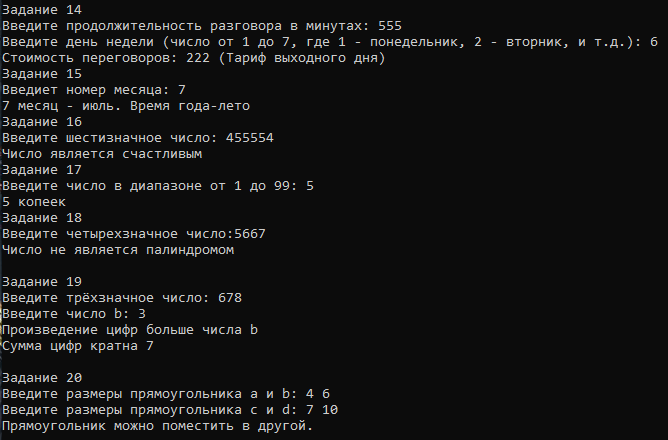 Задание 14
Введите продолжительность разговора в минутах: 555
Введите день недели (число от 1 до 7, где 1 - понедельник, 2 - вторник, и т.д.): 6
Стоимость переговоров: 222 (Тариф выходного дня)
Задание 15
Введиет номер месяца: 7
7 месяц - июль. Время года-лето
Задание 16
Введите шестизначное число: 455554
Число является счастливым
Задание 17
Введите число в диапазоне от 1 до 99: 5
5 копеек
Задание 18
Введите четырехзначное число:5667
Число не является палиндромом
Задание 19
Введите трёхзначное число: 678
Введите число b: 3
Произведение цифр больше числа b
Сумма цифр кратна 7
Задание 20
Введите размеры прямоугольника a и b: 4 6
Введите размеры прямоугольника c и d: 7 10
Прямоугольник можно поместить в другой.